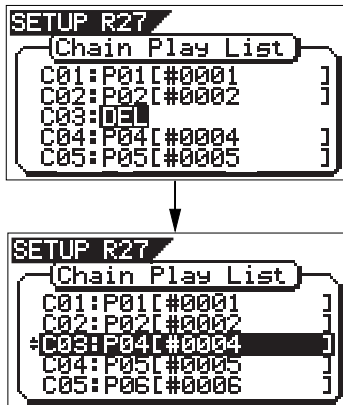 SETUP R27
Chain Play List
C01:P01[#0001 ]
C02:P02[#0002 ]
C03:DEL
C04:P04[#0004 ]
C05:P05[#0005 ]
SETUP R27
Chain Play List
C01:P01[#0001 ]
C02:P02[#0002 ]
C03:P04[#0004 ]
C04:P05[#0005 ]
C05:P06[#0006 ]